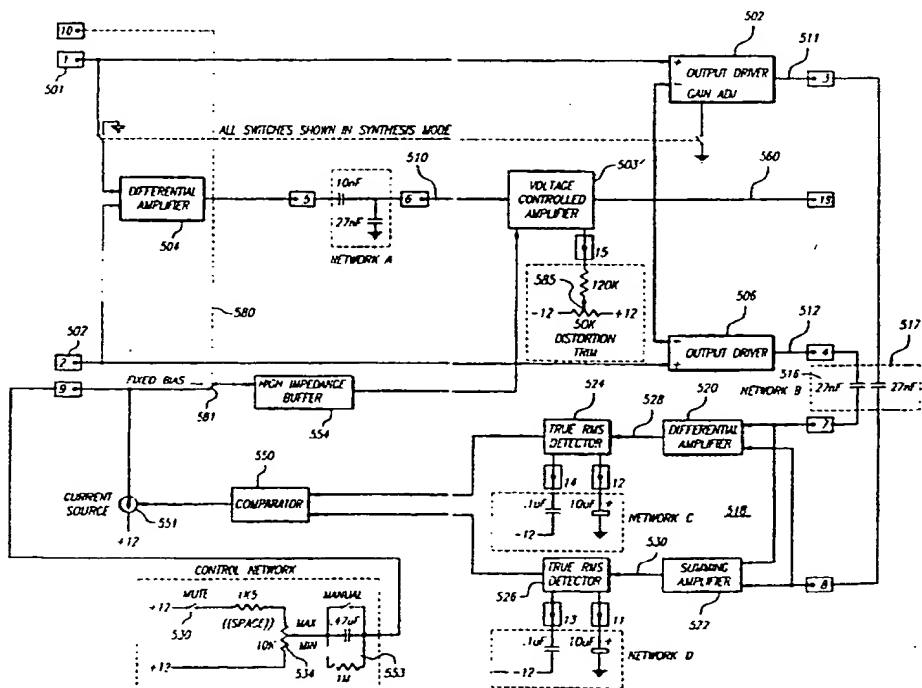 10
502
511
1
+
OUTPUT DRIVER
GAIN ADJ
-
3
501
ALL SWITCHES SHOWN IN SYNTHESIS MODE
503'
560
DIFFERENTIAL
AMPLIFIER
504
5
10nF
27nF
NETWORK A
6
510
VOLTAGE
CONTROLLED
AMPLIFIER
15
585
120K
-12
+12
50K
DISTORTION
TRIM
580
506
512
517
502
2
-
+
OUTPUT DRIVER
4
9
FIXED BIAS
581
HIGH IMPEDANCE
BUFFER
554
524
528
520
516
27nF
27nF
NETWORK B
TRUE RMS
DETECTOR
DIFFERENTIAL
AMPLIFIER
7
CURRENT
SOURCE
551
+12
550
COMPARATOR
14
12
.1uF
10uF
+
-12
NETWORK C
518
530
TRUE RMS
DETECTOR
526
SUMMING
AMPLIFIER
522
8
CONTROL NETWORK
+12
MUTE
530
1K5
((SPACE))
10K
534
MAX
MIN
MANUAL
.47uF
1M
553
+12
13
11
.1uF
10uF
+
-12
NETWORK D